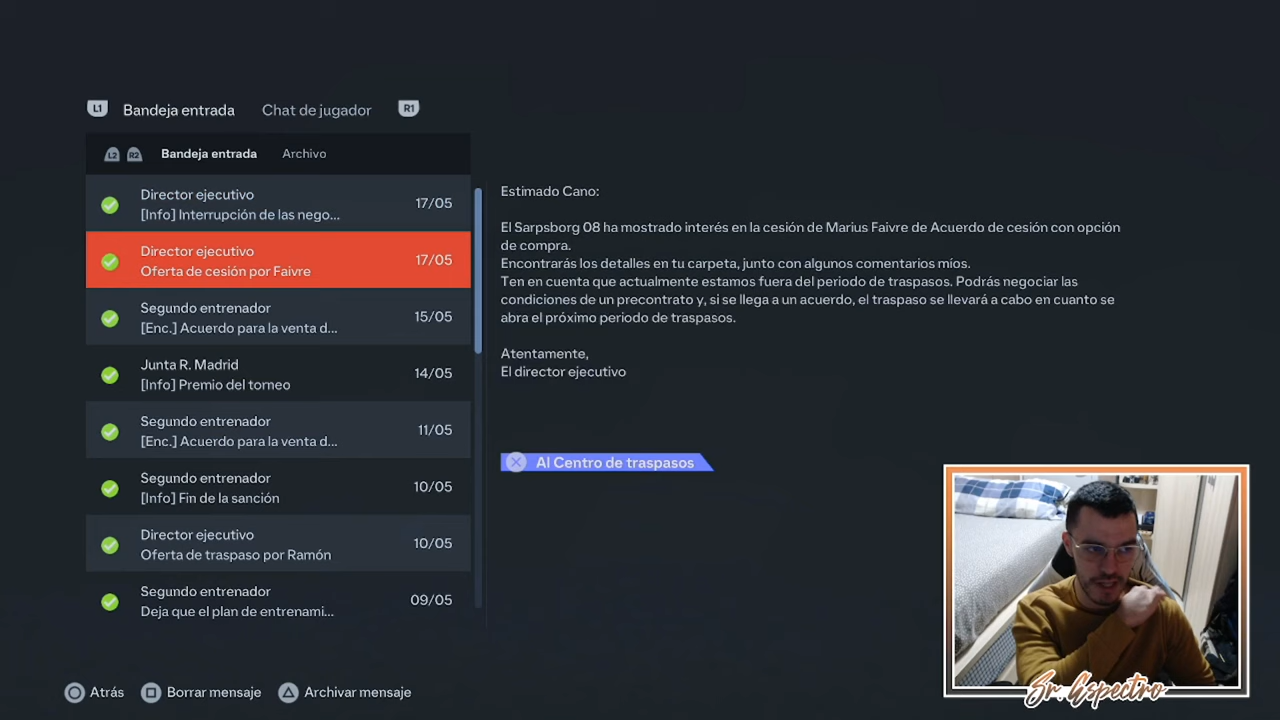 L1 Bandeja entrada Chat de jugador R1
L2 R2 Bandeja entrada Archivo
Director ejecutivo
[Info] Interrupción de las nego... 17/05
Director ejecutivo
Oferta de cesión por Faivre 17/05
Segundo entrenador
[Enc.] Acuerdo para la venta d... 15/05
Junta R. Madrid
[Info] Premio del torneo 14/05
Segundo entrenador
[Enc.] Acuerdo para la venta d... 11/05
Segundo entrenador
[Info] Fin de la sanción 10/05
Director ejecutivo
Oferta de traspaso por Ramón 10/05
Segundo entrenador
Deja que el plan de entrenami... 09/05
Estimado Cano:
El Sarpsborg 08 ha mostrado interés en la cesión de Marius Faivre de Acuerdo de cesión con opción
de compra.
Encontrarás los detalles en tu carpeta, junto con algunos comentarios míos.
Ten en cuenta que actualmente estamos fuera del periodo de traspasos. Podrás negociar las
condiciones de un precontrato y, si se llega a un acuerdo, el traspaso se llevará a cabo en cuanto se
abra el próximo periodo de traspasos.
Atentamente,
El director ejecutivo
Al Centro de traspasos
Sr. Aspectro
Atrás Borrar mensaje Archivar mensaje